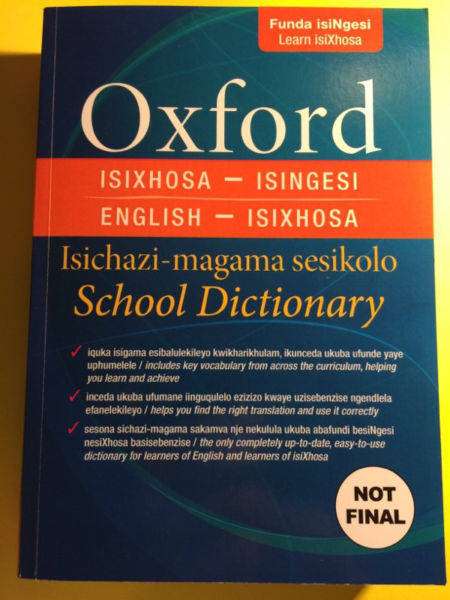 Funda isiNgesi
Learn isiXhosa
Oxford
ISIXHOSA – ISINGESI
ENGLISH – ISIXHOSA
Isichazi-magama sesikolo
School Dictionary
✓ iquka isigama esibalulekileyo kwikharikhulam, ikunceda ukuba ufunde yaye
uphumelele / includes key vocabulary from across the curriculum, helping
you learn and achieve
✓ inceda ukuba ufumane iinguqulelo ezizizo kwaye uzisebenzise ngendlela
efanelekileyo / helps you find the right translation and use it correctly
✓ sesona sichazi-magama sakamva nje nekulula ukuba abafundi besiNgesi
nesiXhosa basisebenzise / the only completely up-to-date, easy-to-use
dictionary for learners of English and learners of isiXhosa
NOT
FINAL